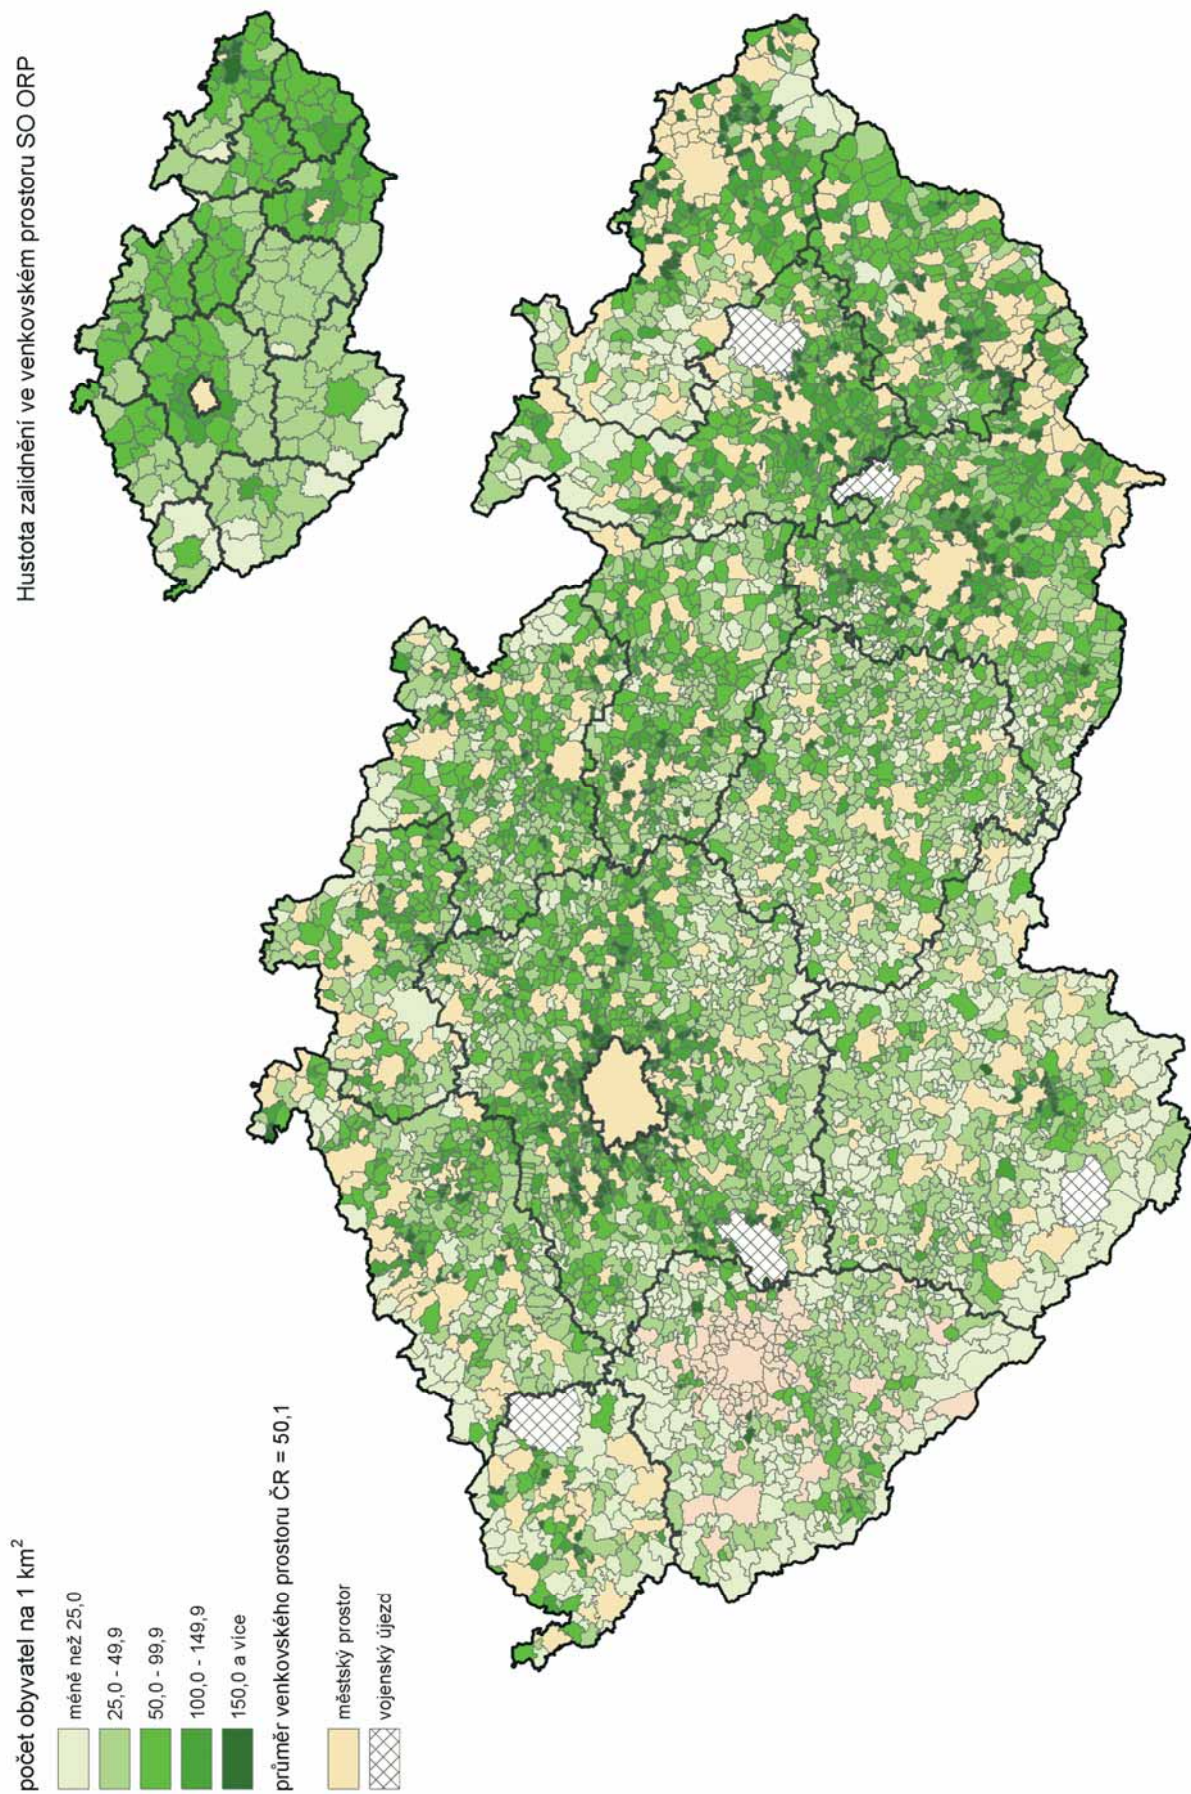 Hustota zalidnění ve venkovském prostoru SO ORP
počet obyvatel na 1 km²
méně než 25,0
25,0 - 49,9
50,0 - 99,9
100,0 - 149,9
150,0 a více
průměr venkovského prostoru ČR = 50,1
městský prostor
vojenský újezd